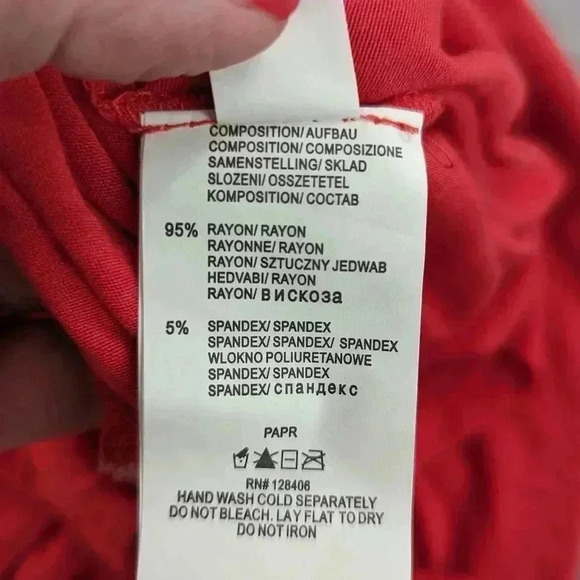 COMPOSITION/ AUFBAU
COMPOSITION/ COMPOSIZIONE
SAMENSTELLING/ SKLAD
SLOZENI/ OSSZETETEL
KOMPOSITION/ СОСТАВ
95% RAYON/ RAYON
RAYONNE/ RAYON
RAYON/ SZTUCZNY JEDWAB
HEDVABI/ RAYON
RAYON/ ВИСКОЗА
5% SPANDEX/ SPANDEX
SPANDEX/ SPANDEX/ SPANDEX
WLOKNO POLIURETANOWE
SPANDEX/ SPANDEX
SPANDEX/ спандекс
PAPR
RN# 128406
HAND WASH COLD SEPARATELY
DO NOT BLEACH. LAY FLAT TO DRY
DO NOT IRON